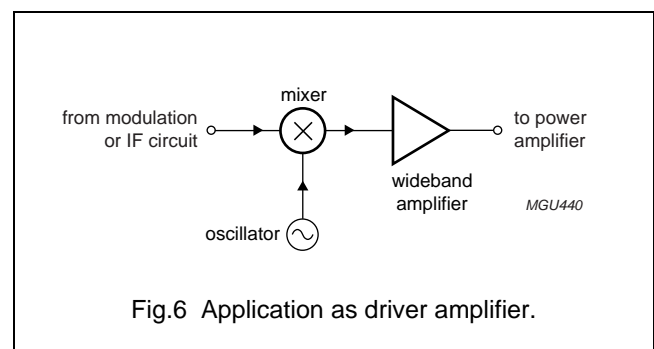 mixer
from modulation
or IF circuit
to power
amplifier
wideband
amplifier
MGU440
oscillator
Fig.6 Application as driver amplifier.